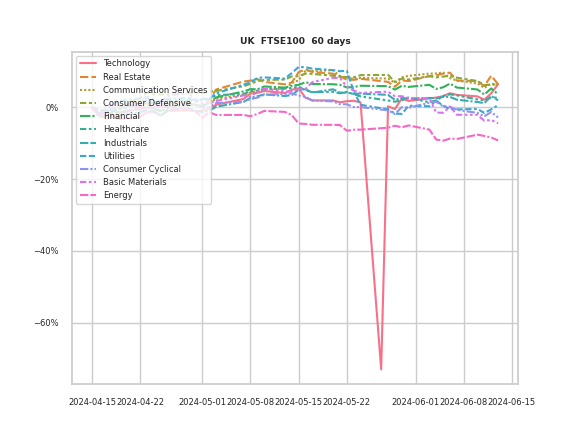 UK FTSE100 60 days
Technology
Real Estate
Communication Services
Consumer Defensive
Financial
Healthcare
Industrials
Utilities
Consumer Cyclical
Basic Materials
Energy
0%
−20%
−40%
−60%
2024-04-15 2024-04-22 2024-05-01 2024-05-08 2024-05-15 2024-05-22 2024-06-01 2024-06-08 2024-06-15